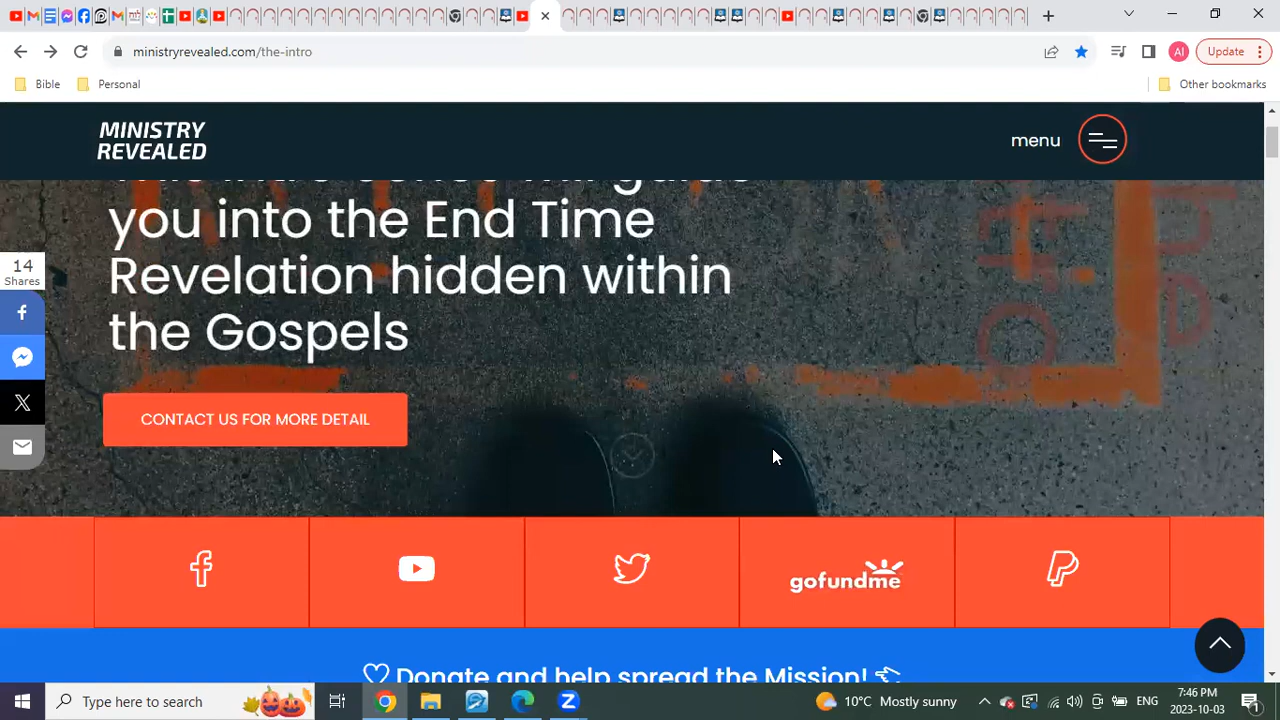 ministryrevealed.com/the-intro
Update
Bible
Personal
Other bookmarks
MINISTRY
REVEALED
menu
you into the End Time
Revelation hidden within
the Gospels
14
Shares
CONTACT US FOR MORE DETAIL
gofundme
Donate and help spread the Mission!
Type here to search
10°C Mostly sunny
ENG
7:46 PM
2023-10-03